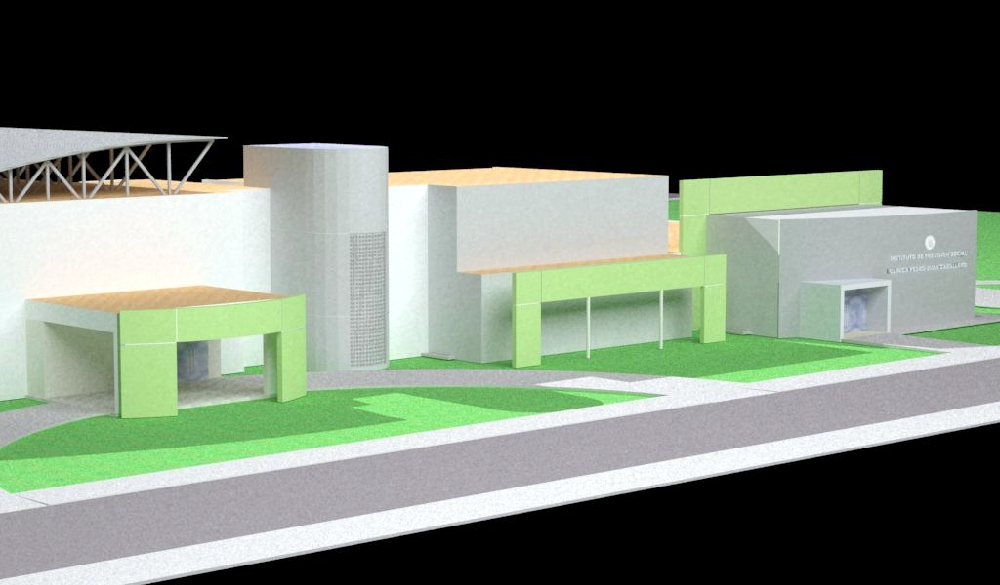 INSTITUTO DE PREVISION SOCIAL
CLINICA PEDRO JUAN CABALLERO